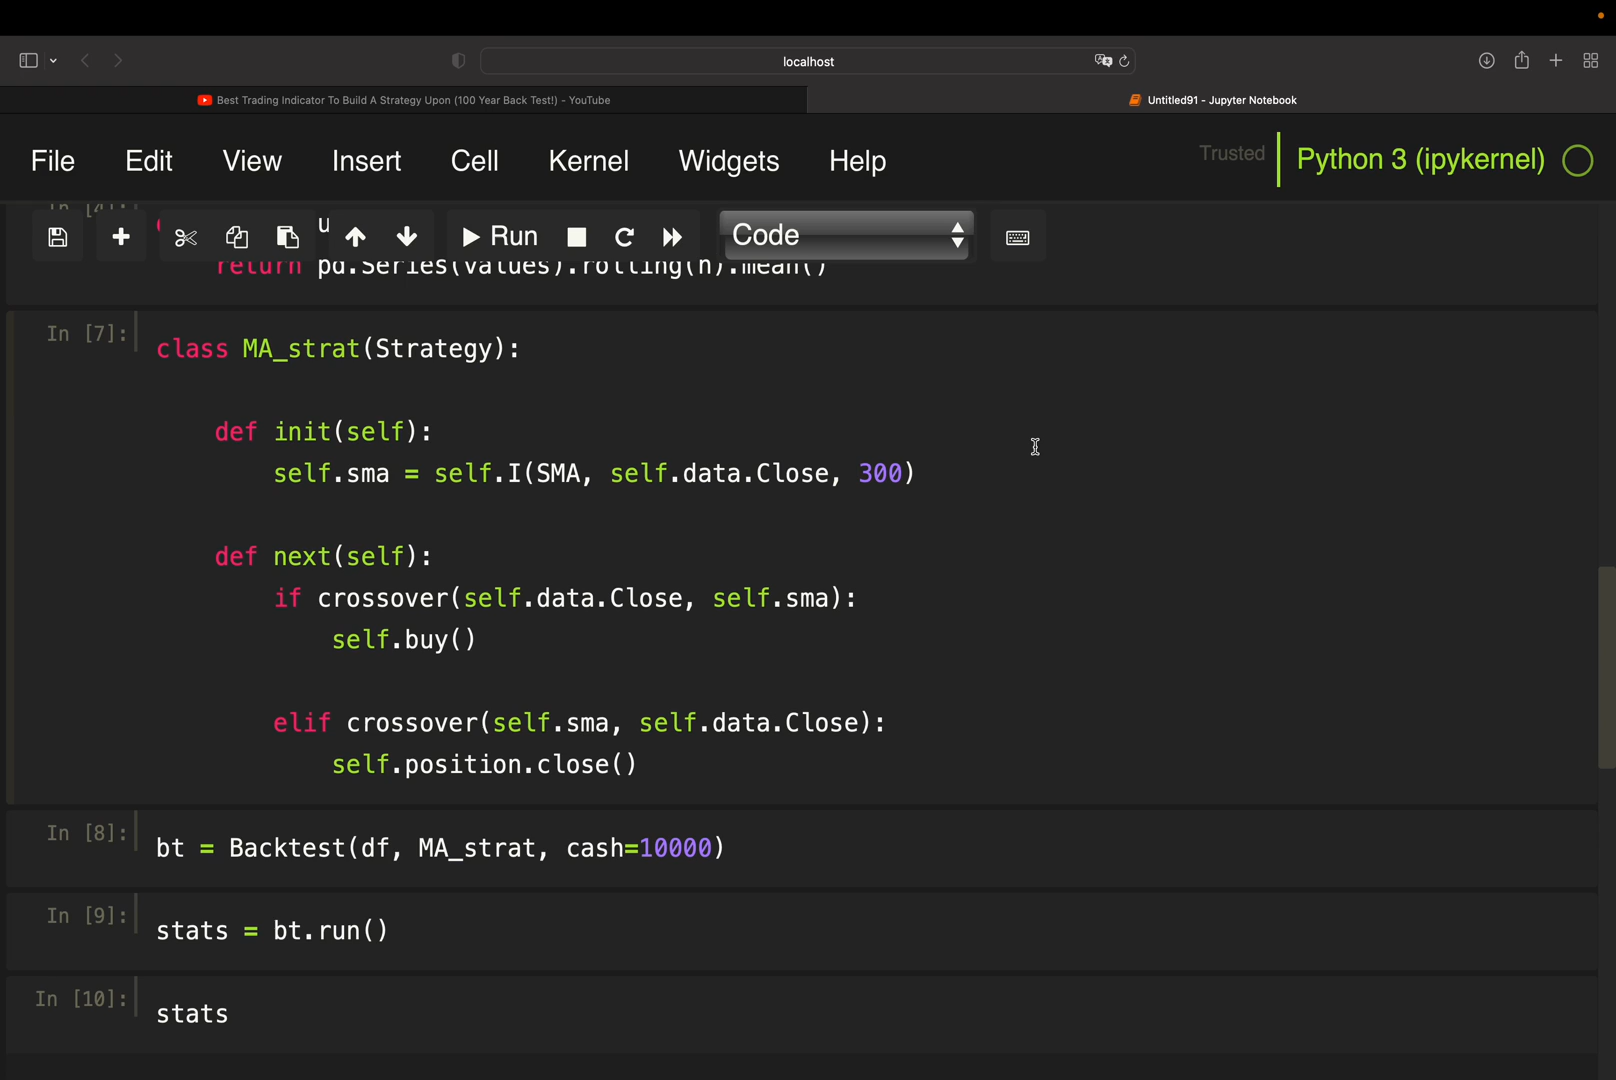 localhost
Best Trading Indicator To Build A Strategy Upon (100 Year Back Test!) - YouTube
Untitled91 - Jupyter Notebook
File Edit View Insert Cell Kernel Widgets Help
Trusted
Python 3 (ipykernel)
In [4]:
Run
Code
return pd.Series(values).rolling(n).mean()
In [7]:
class MA_strat(Strategy):
def init(self):
self.sma = self.I(SMA, self.data.Close, 300)
def next(self):
if crossover(self.data.Close, self.sma):
self.buy()
elif crossover(self.sma, self.data.Close):
self.position.close()
In [8]:
bt = Backtest(df, MA_strat, cash=10000)
In [9]:
stats = bt.run()
In [10]:
stats